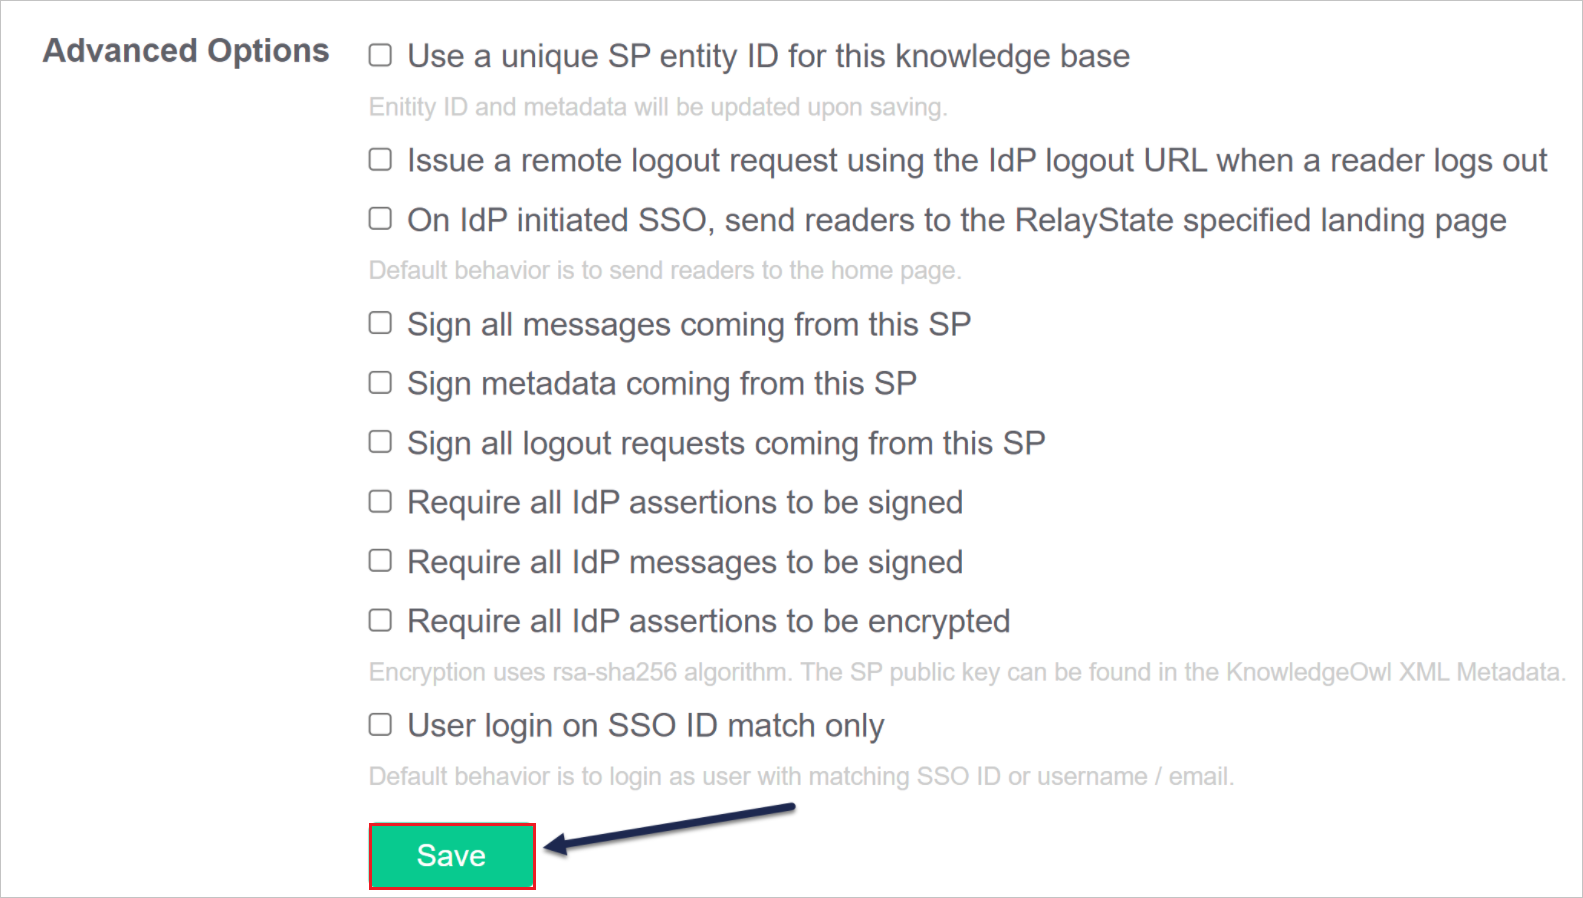 Advanced Options
Use a unique SP entity ID for this knowledge base
Enitity ID and metadata will be updated upon saving.
Issue a remote logout request using the IdP logout URL when a reader logs out
On IdP initiated SSO, send readers to the RelayState specified landing page
Default behavior is to send readers to the home page.
Sign all messages coming from this SP
Sign metadata coming from this SP
Sign all logout requests coming from this SP
Require all IdP assertions to be signed
Require all IdP messages to be signed
Require all IdP assertions to be encrypted
Encryption uses rsa-sha256 algorithm. The SP public key can be found in the KnowledgeOwl XML Metadata.
User login on SSO ID match only
Default behavior is to login as user with matching SSO ID or username / email.
Save